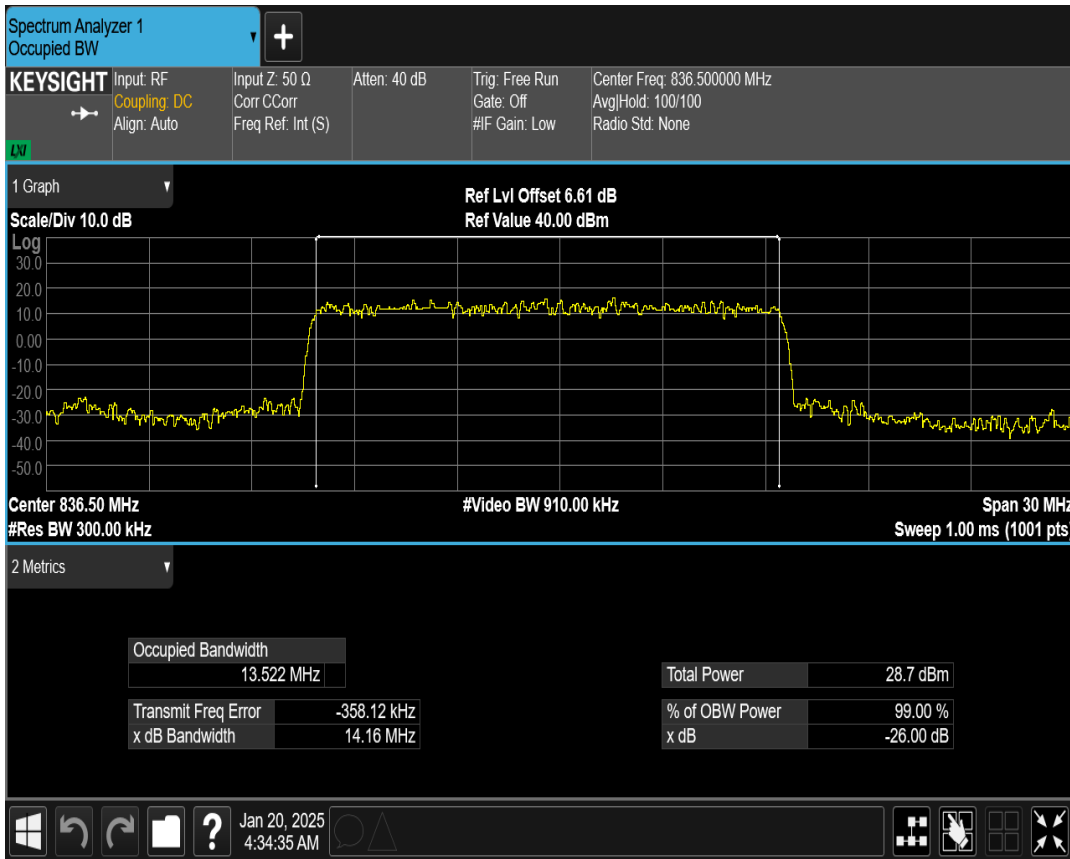 Spectrum Analyzer 1
Occupied BW
KEYSIGHT
LXI
Input: RF
Coupling: DC
Align: Auto
Input Z: 50 Ω
Corr CCorr
Freq Ref: Int (S)
Atten: 40 dB
Trig: Free Run
Gate: Off
#IF Gain: Low
Center Freq: 836.500000 MHz
Avg|Hold: 100/100
Radio Std: None
1 Graph
Scale/Div 10.0 dB
Ref Lvl Offset 6.61 dB
Ref Value 40.00 dBm
Log
30.0
20.0
10.0
0.00
-10.0
-20.0
-30.0
-40.0
-50.0
Center 836.50 MHz
#Video BW 910.00 kHz
Span 30 MHz
#Res BW 300.00 kHz
Sweep 1.00 ms (1001 pts)
2 Metrics
Occupied Bandwidth
13.522 MHz
Total Power 28.7 dBm
Transmit Freq Error -358.12 kHz
% of OBW Power 99.00 %
x dB Bandwidth 14.16 MHz
x dB -26.00 dB
?
Jan 20, 2025
4:34:35 AM